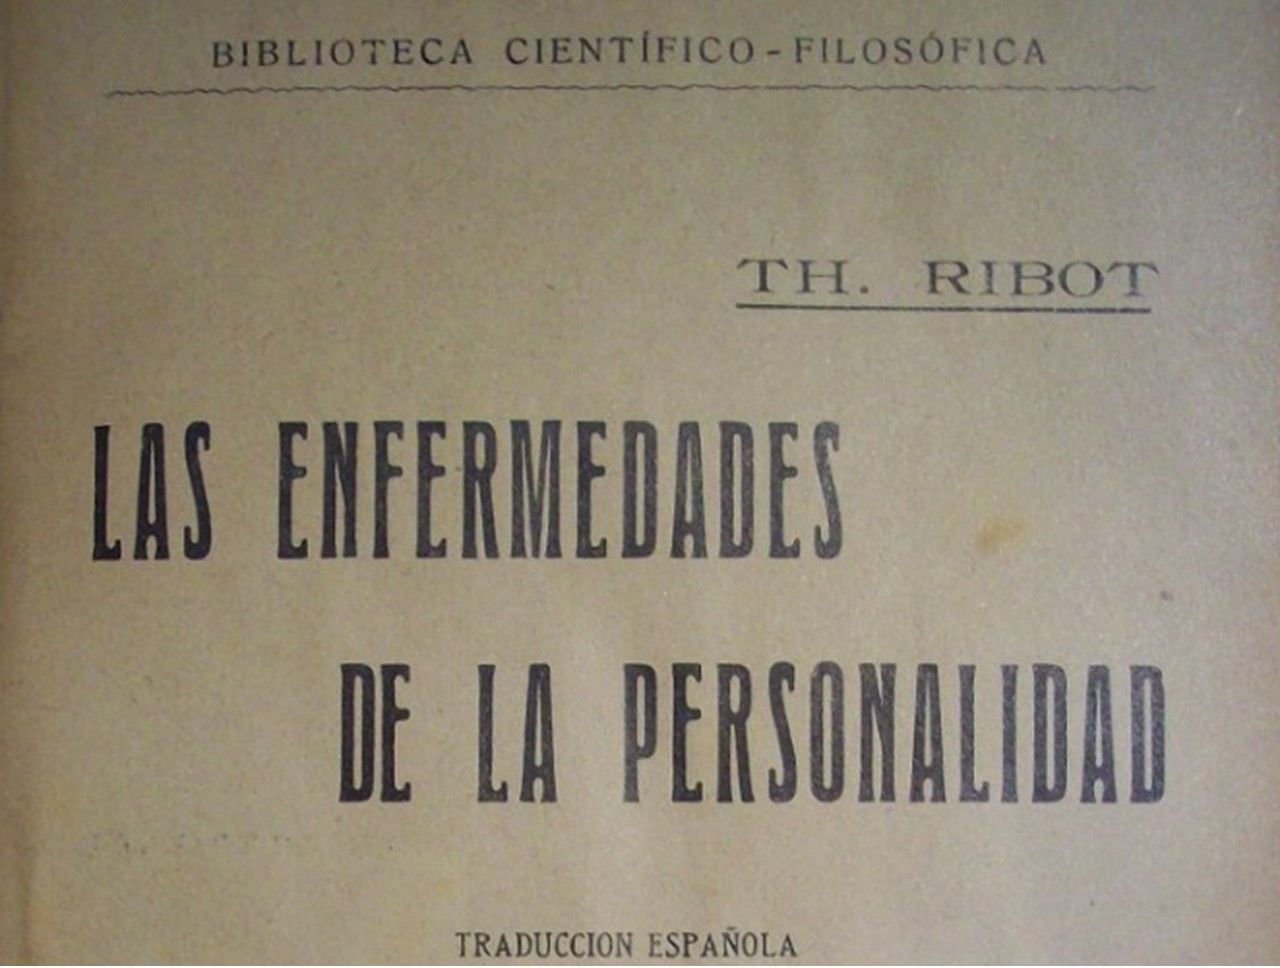 BIBLIOTECA CIENTÍFICO-FILOSÓFICA
TH. RIBOT
LAS ENFERMEDADES
DE LA PERSONALIDAD
TRADUCCION ESPAÑOLA